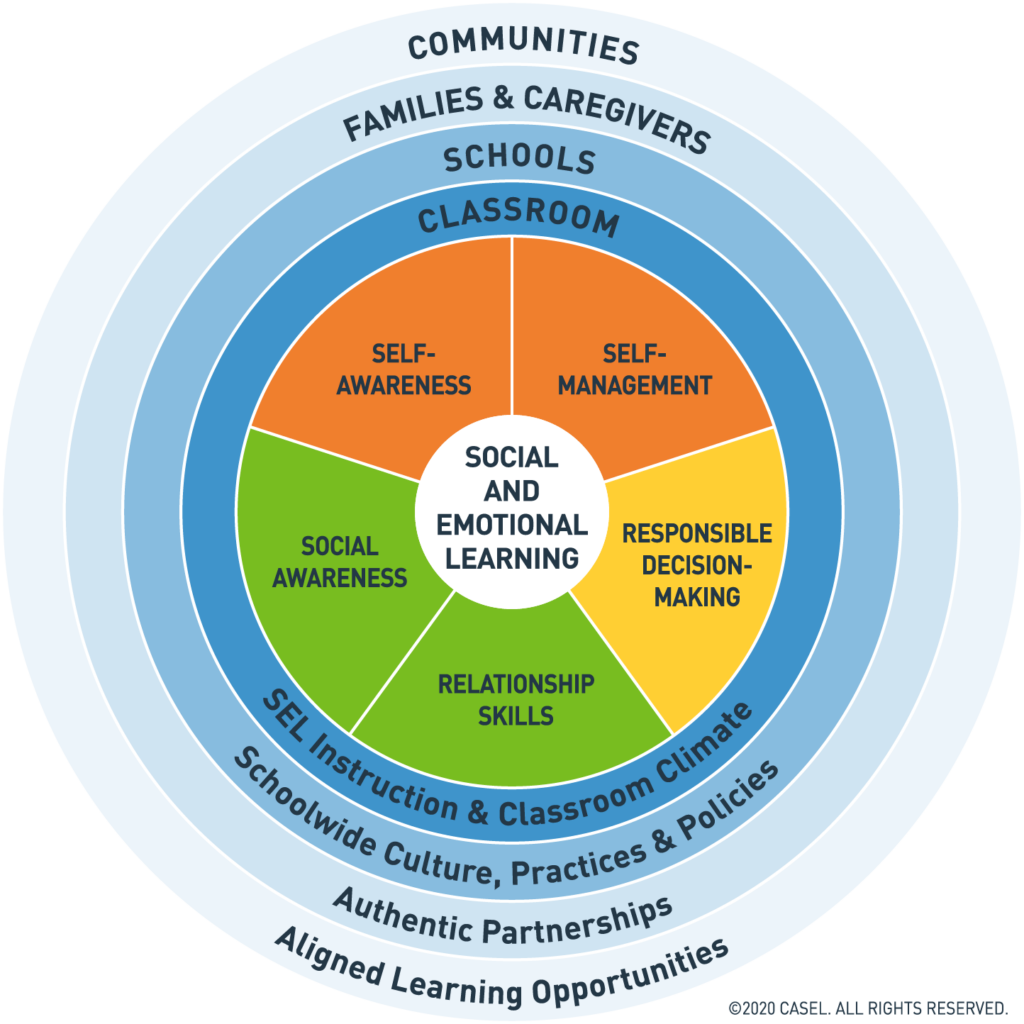 COMMUNITIES
FAMILIES & CAREGIVERS
SCHOOLS
CLASSROOM
SELF-
AWARENESS
SELF-
MANAGEMENT
SOCIAL
AND
EMOTIONAL
LEARNING
SOCIAL
AWARENESS
RESPONSIBLE
DECISION-
MAKING
RELATIONSHIP
SKILLS
SEL Instruction & Classroom Climate
Schoolwide Culture, Practices & Policies
Authentic Partnerships
Aligned Learning Opportunities
©2020 CASEL. ALL RIGHTS RESERVED.